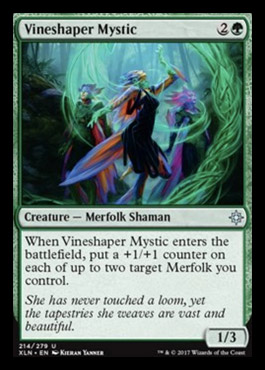 Vineshaper Mystic 2
Creature — Merfolk Shaman
When Vineshaper Mystic enters the
battlefield, put a +1/+1 counter on
each of up to two target Merfolk you
control.
She has never touched a loom, yet
the tapestries she weaves are vast and
beautiful.
1/3
214/279 U
XLN • EN KIERAN YANNER
™ & © 2017 Wizards of the Coast